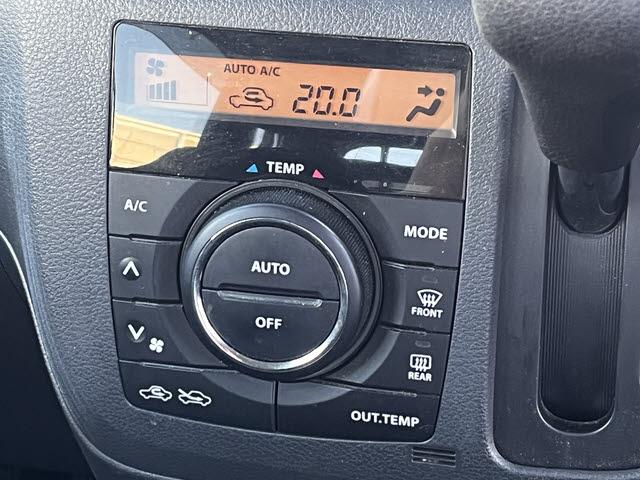 AUTO A/C
20.0
TEMP
A/C
MODE
AUTO
OFF
FRONT
REAR
OUT.TEMP